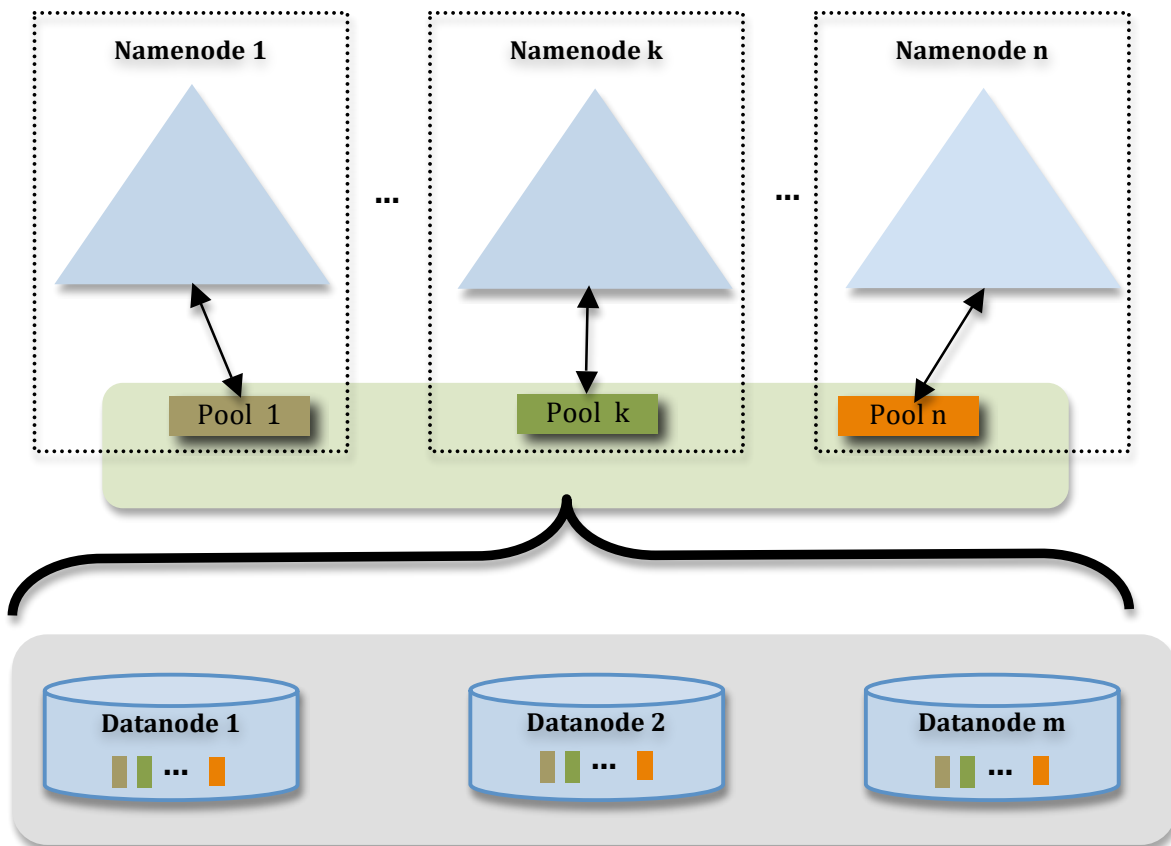 Namenode 1
Namenode k
Namenode n
...
...
Pool 1
Pool k
Pool n
Datanode 1
Datanode 2
Datanode m
...
...
...